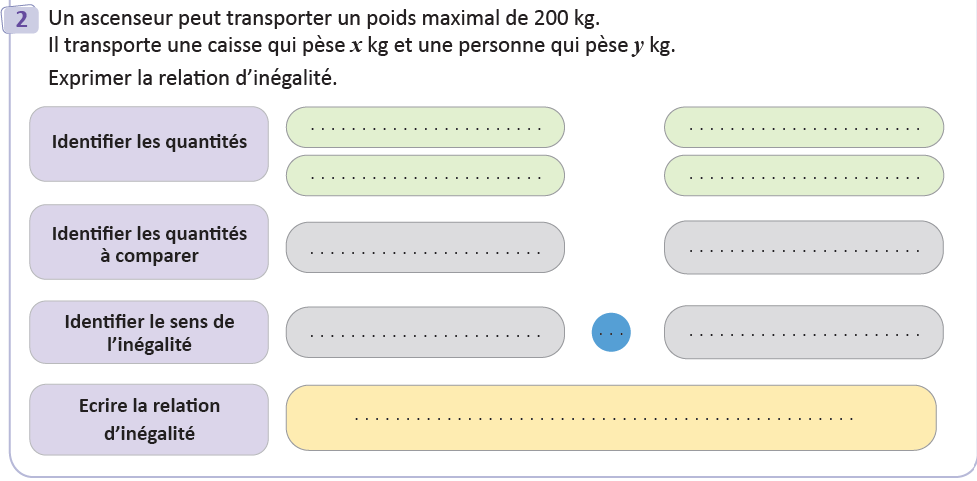 2 Un ascenseur peut transporter un poids maximal de 200 kg.
Il transporte une caisse qui pèse x kg et une personne qui pèse y kg.
Exprimer la relation d’inégalité.
Identifier les quantités
Identifier les quantités
à comparer
Identifier le sens de
l’inégalité
...
Ecrire la relation
d’inégalité